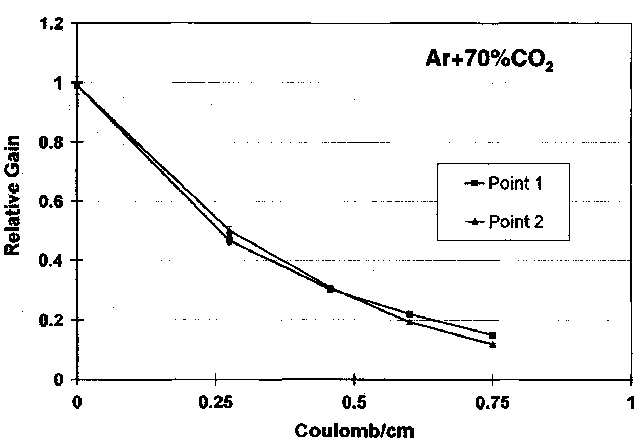 Ar+70%CO₂
Relative Gain
1.2
1
0.8
0.6
0.4
0.2
0
Point 1
Point 2
0 0.25 0.5 0.75 1
Coulomb/cm